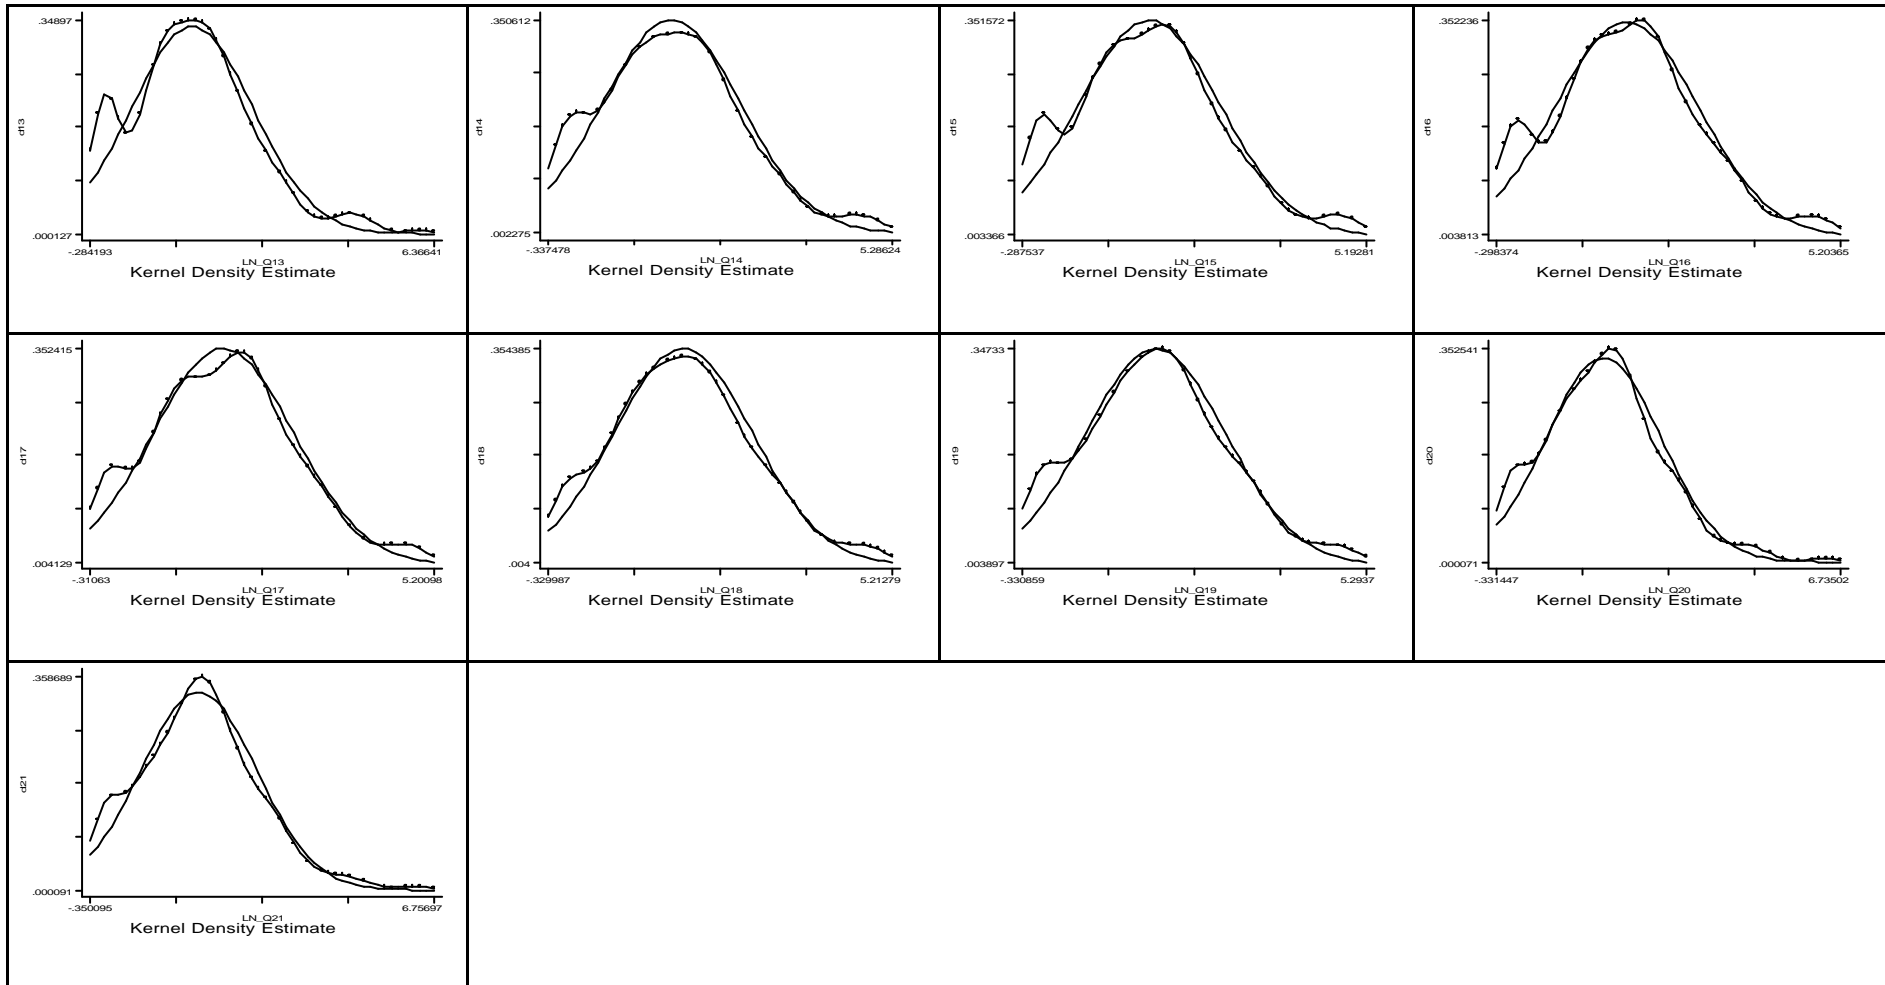 .34897
d13
.000127
-.284193
6.36641
LN_Q13
Kernel Density Estimate
.350612
d14
.002275
-.337478
5.28624
LN_Q14
Kernel Density Estimate
.351572
d15
.003366
-.287537
5.19281
LN_Q15
Kernel Density Estimate
.352236
d16
.003813
-.298374
5.20365
LN_Q16
Kernel Density Estimate
.352415
d17
.004129
-.31063
5.20098
LN_Q17
Kernel Density Estimate
.354385
d18
.004
-.329987
5.21279
LN_Q18
Kernel Density Estimate
.34733
d19
.003897
-.330859
5.2937
LN_Q19
Kernel Density Estimate
.352541
d20
.000071
-.331447
6.73502
LN_Q20
Kernel Density Estimate
.358689
d21
.000091
-.350095
6.75697
LN_Q21
Kernel Density Estimate